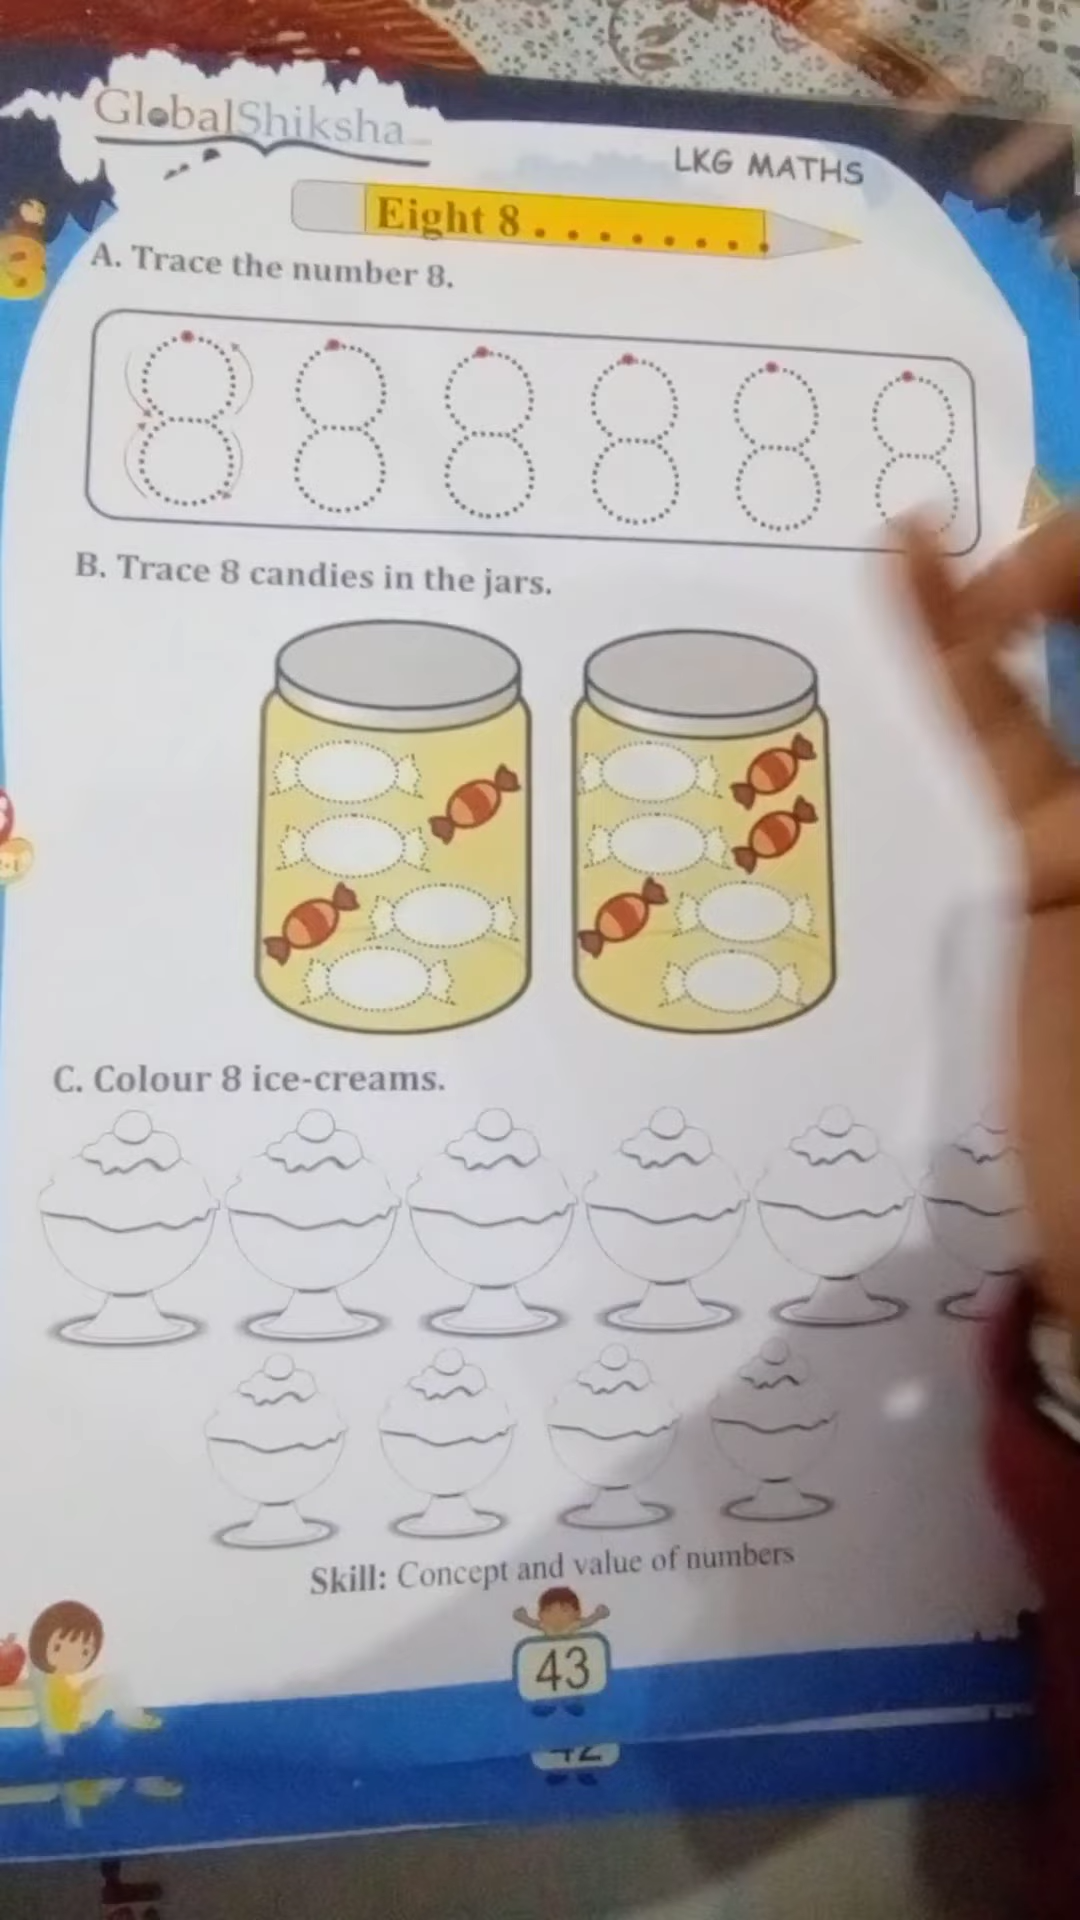 GlobalShiksha
LKG MATHS
Eight 8........
A. Trace the number 8.
B. Trace 8 candies in the jars.
C. Colour 8 ice-creams.
Skill: Concept and value of numbers
43
42